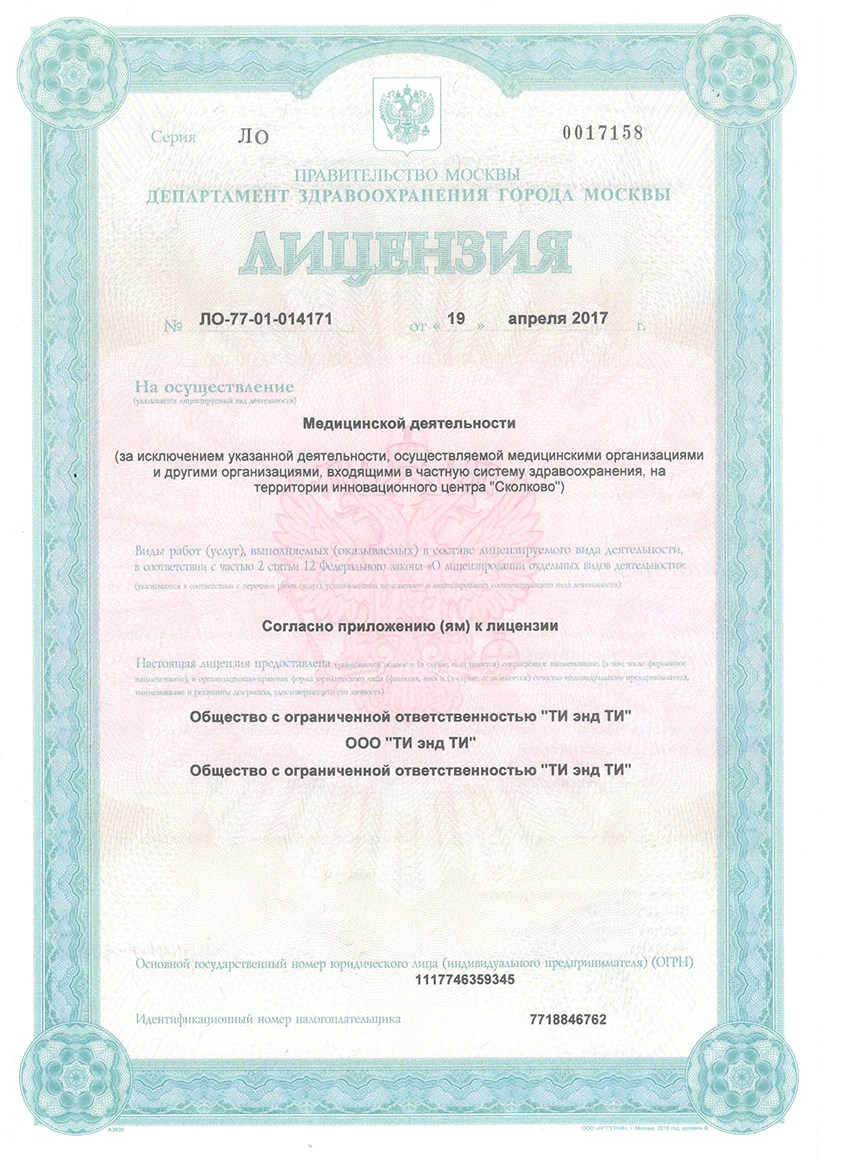 Серия ЛО 0017158
ПРАВИТЕЛЬСТВО МОСКВЫ
ДЕПАРТАМЕНТ ЗДРАВООХРАНЕНИЯ ГОРОДА МОСКВЫ
ЛИЦЕНЗИЯ
№ ЛО-77-01-014171 от « 19 » апреля 2017 г.
На осуществление
(указывается лицензируемый вид деятельности)
Медицинской деятельности
(за исключением указанной деятельности, осуществляемой медицинскими организациями
и другими организациями, входящими в частную систему здравоохранения, на
территории инновационного центра "Сколково")
Виды работ (услуг), выполняемых (оказываемых) в составе лицензируемого вида деятельности,
в соответствии с частью 2 статьи 12 Федерального закона «О лицензировании отдельных видов деятельности»:
(указываются в соответствии с перечнем работ (услуг), установленным положением о лицензировании соответствующего вида деятельности)
Согласно приложению (ям) к лицензии
Настоящая лицензия предоставлена (указывается полное и (в случае, если имеется) сокращённое наименование, (в том числе фирменное
наименование), и организационно-правовая форма юридического лица (фамилия, имя и (в случае, если имеется) отчество индивидуального предпринимателя,
наименование и реквизиты документа, удостоверяющего его личность)
Общество с ограниченной ответственностью "ТИ энд ТИ"
ООО "ТИ энд ТИ"
Общество с ограниченной ответственностью "ТИ энд ТИ"
Основной государственный номер юридического лица (индивидуального предпринимателя) (ОГРН)
1117746359345
Идентификационный номер налогоплательщика 7718846762
г. Москва, 2016 год, уровень Б